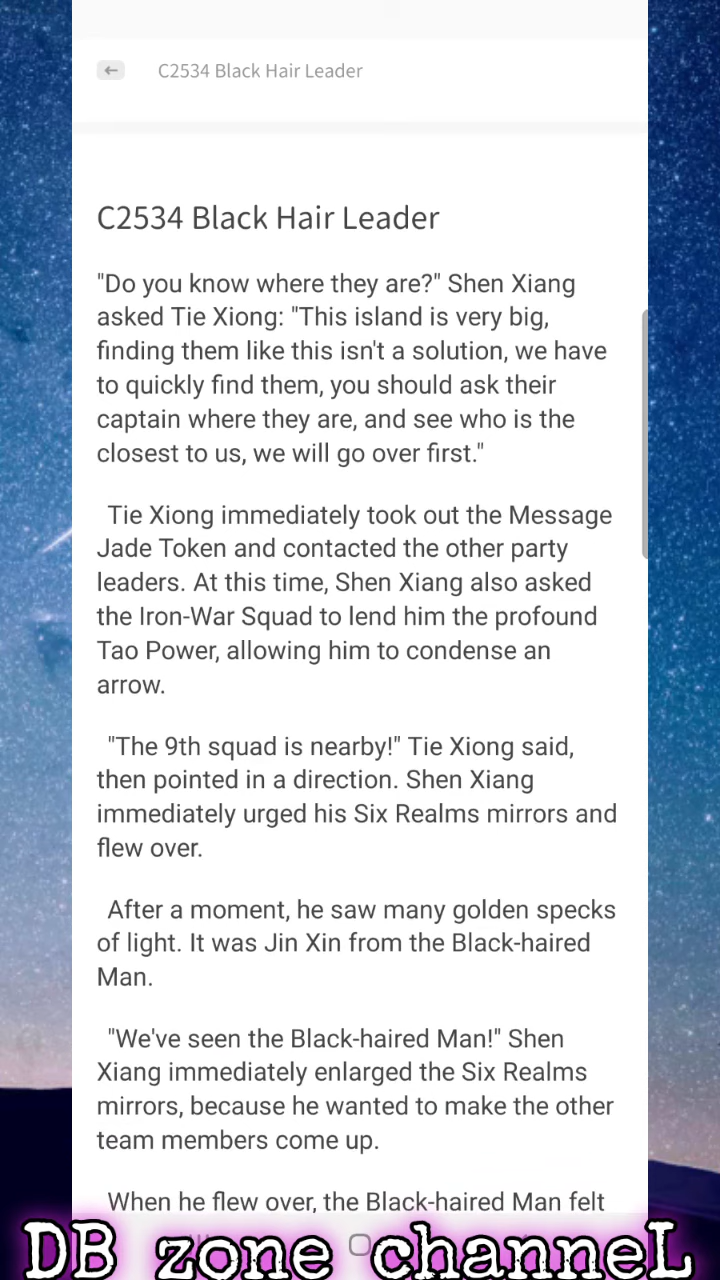 C2534 Black Hair Leader
C2534 Black Hair Leader
"Do you know where they are?" Shen Xiang
asked Tie Xiong: "This island is very big,
finding them like this isn't a solution, we have
to quickly find them, you should ask their
captain where they are, and see who is the
closest to us, we will go over first."
Tie Xiong immediately took out the Message
Jade Token and contacted the other party
leaders. At this time, Shen Xiang also asked
the Iron-War Squad to lend him the profound
Tao Power, allowing him to condense an
arrow.
"The 9th squad is nearby!" Tie Xiong said,
then pointed in a direction. Shen Xiang
immediately urged his Six Realms mirrors and
flew over.
After a moment, he saw many golden specks
of light. It was Jin Xin from the Black-haired
Man.
"We've seen the Black-haired Man!" Shen
Xiang immediately enlarged the Six Realms
mirrors, because he wanted to make the other
team members come up.
When he flew over, the Black-haired Man felt
DB zone channeL